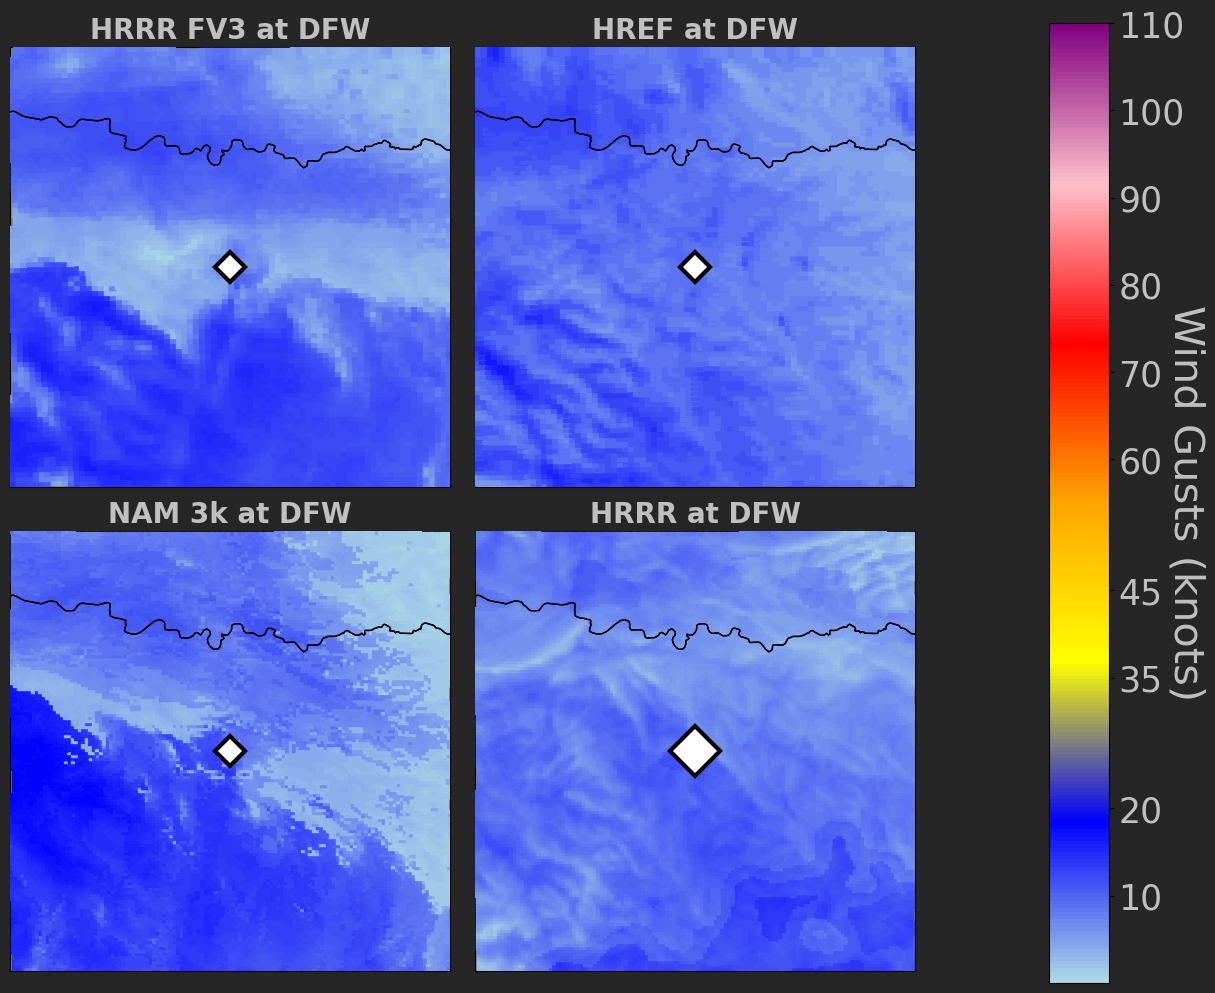 HRRR FV3 at DFW
HREF at DFW
NAM 3k at DFW
HRRR at DFW
110
100
90
80
70
60
45
35
20
10
Wind Gusts (knots)